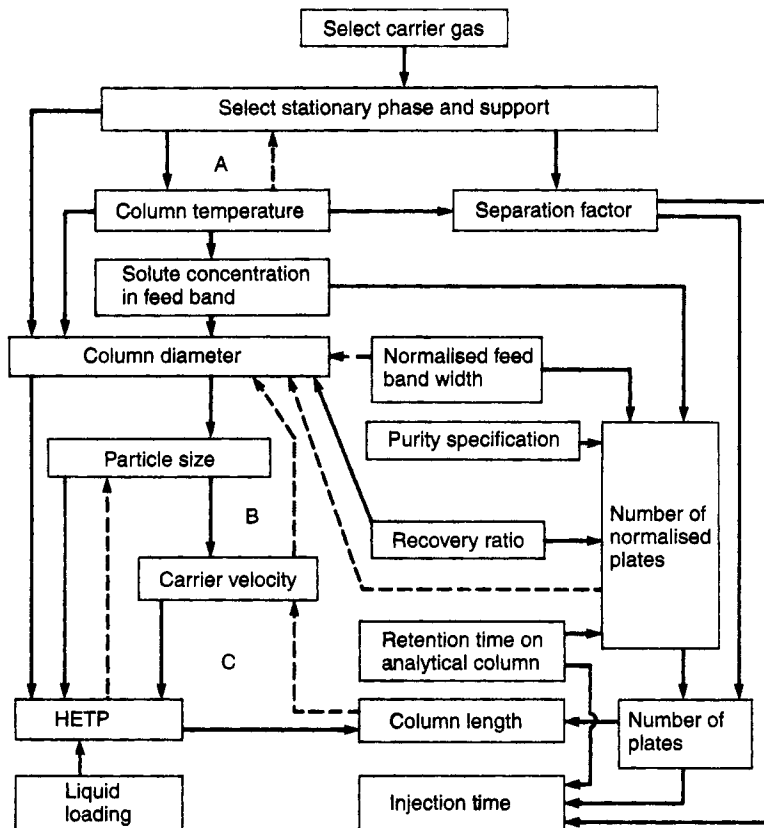 Select carrier gas
Select stationary phase and support
A
Column temperature
Separation factor
Solute concentration
in feed band
Column diameter
Normalised feed
band width
Purity specification
Particle size
Number of
normalised
plates
B
Recovery ratio
Carrier velocity
Retention time on
analytical column
C
HETP
Column length
Number of
plates
Liquid
loading
Injection time